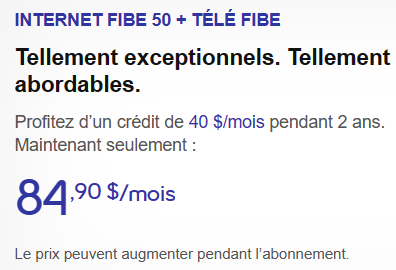 INTERNET FIBE 50 + TÉLÉ FIBE
Tellement exceptionnels. Tellement
abordables.
Profitez d’un crédit de 40 $/mois pendant 2 ans.
Maintenant seulement :
84,90 $/mois
Le prix peuvent augmenter pendant l’abonnement.